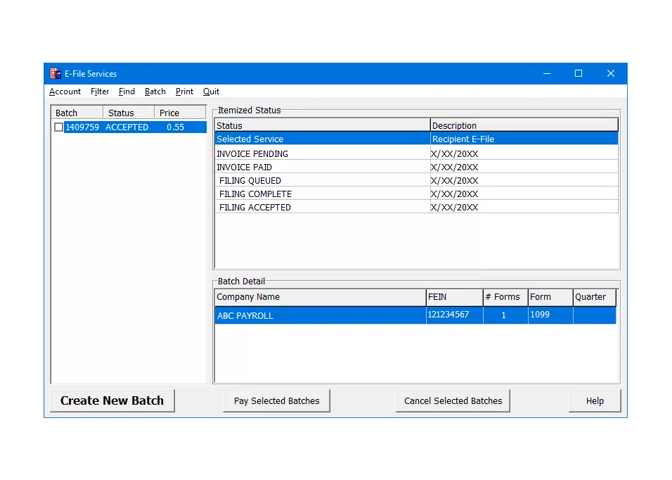 E-File Services
Account Filter Find Batch Print Quit
Batch Status Price
1409759 ACCEPTED 0.55
Itemized Status
Status Description
Selected Service Recipient E-File
INVOICE PENDING X/XX/20XX
INVOICE PAID X/XX/20XX
FILING QUEUED X/XX/20XX
FILING COMPLETE X/XX/20XX
FILING ACCEPTED X/XX/20XX
Batch Detail
Company Name FEIN # Forms Form Quarter
ABC PAYROLL 121234567 1 1099
Create New Batch Pay Selected Batches Cancel Selected Batches Help